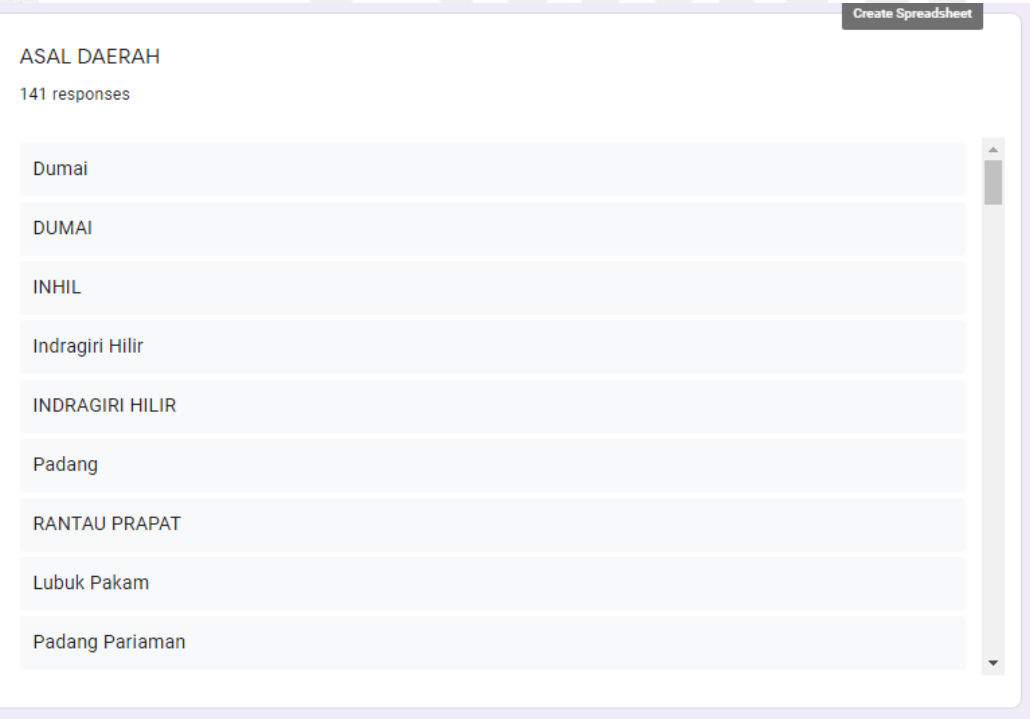 Create Spreadsheet
ASAL DAERAH
141 responses
Dumai
DUMAI
INHIL
Indragiri Hilir
INDRAGIRI HILIR
Padang
RANTAU PRAPAT
Lubuk Pakam
Padang Pariaman